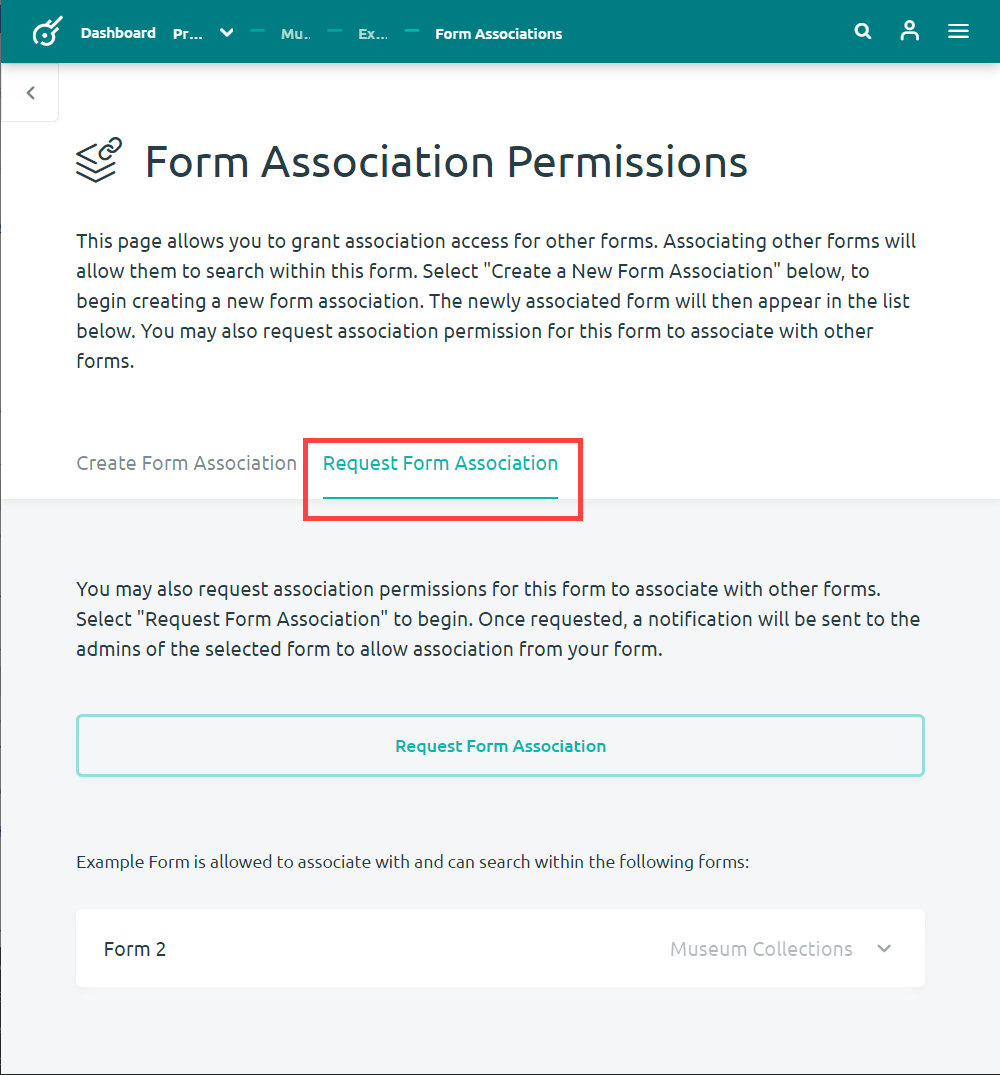 Dashboard Pr... Mu.. Ex... Form Associations
Form Association Permissions
This page allows you to grant association access for other forms. Associating other forms will
allow them to search within this form. Select "Create a New Form Association" below, to
begin creating a new form association. The newly associated form will then appear in the list
below. You may also request association permission for this form to associate with other
forms.
Create Form Association Request Form Association
You may also request association permissions for this form to associate with other forms.
Select "Request Form Association" to begin. Once requested, a notification will be sent to the
admins of the selected form to allow association from your form.
Request Form Association
Example Form is allowed to associate with and can search within the following forms:
Form 2 Museum Collections